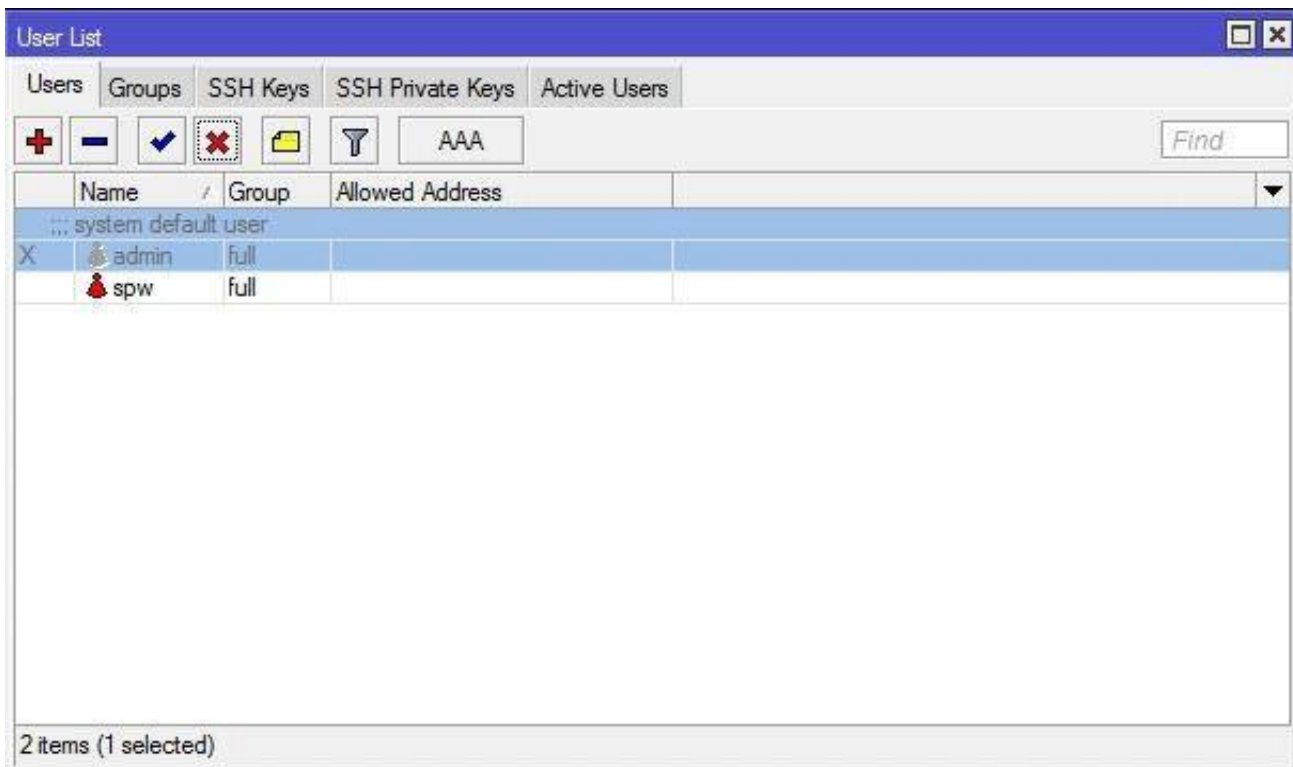 User List
Users Groups SSH Keys SSH Private Keys Active Users
AAA Find
Name Group Allowed Address
;;; system default user
X admin full
spw full
2 items (1 selected)